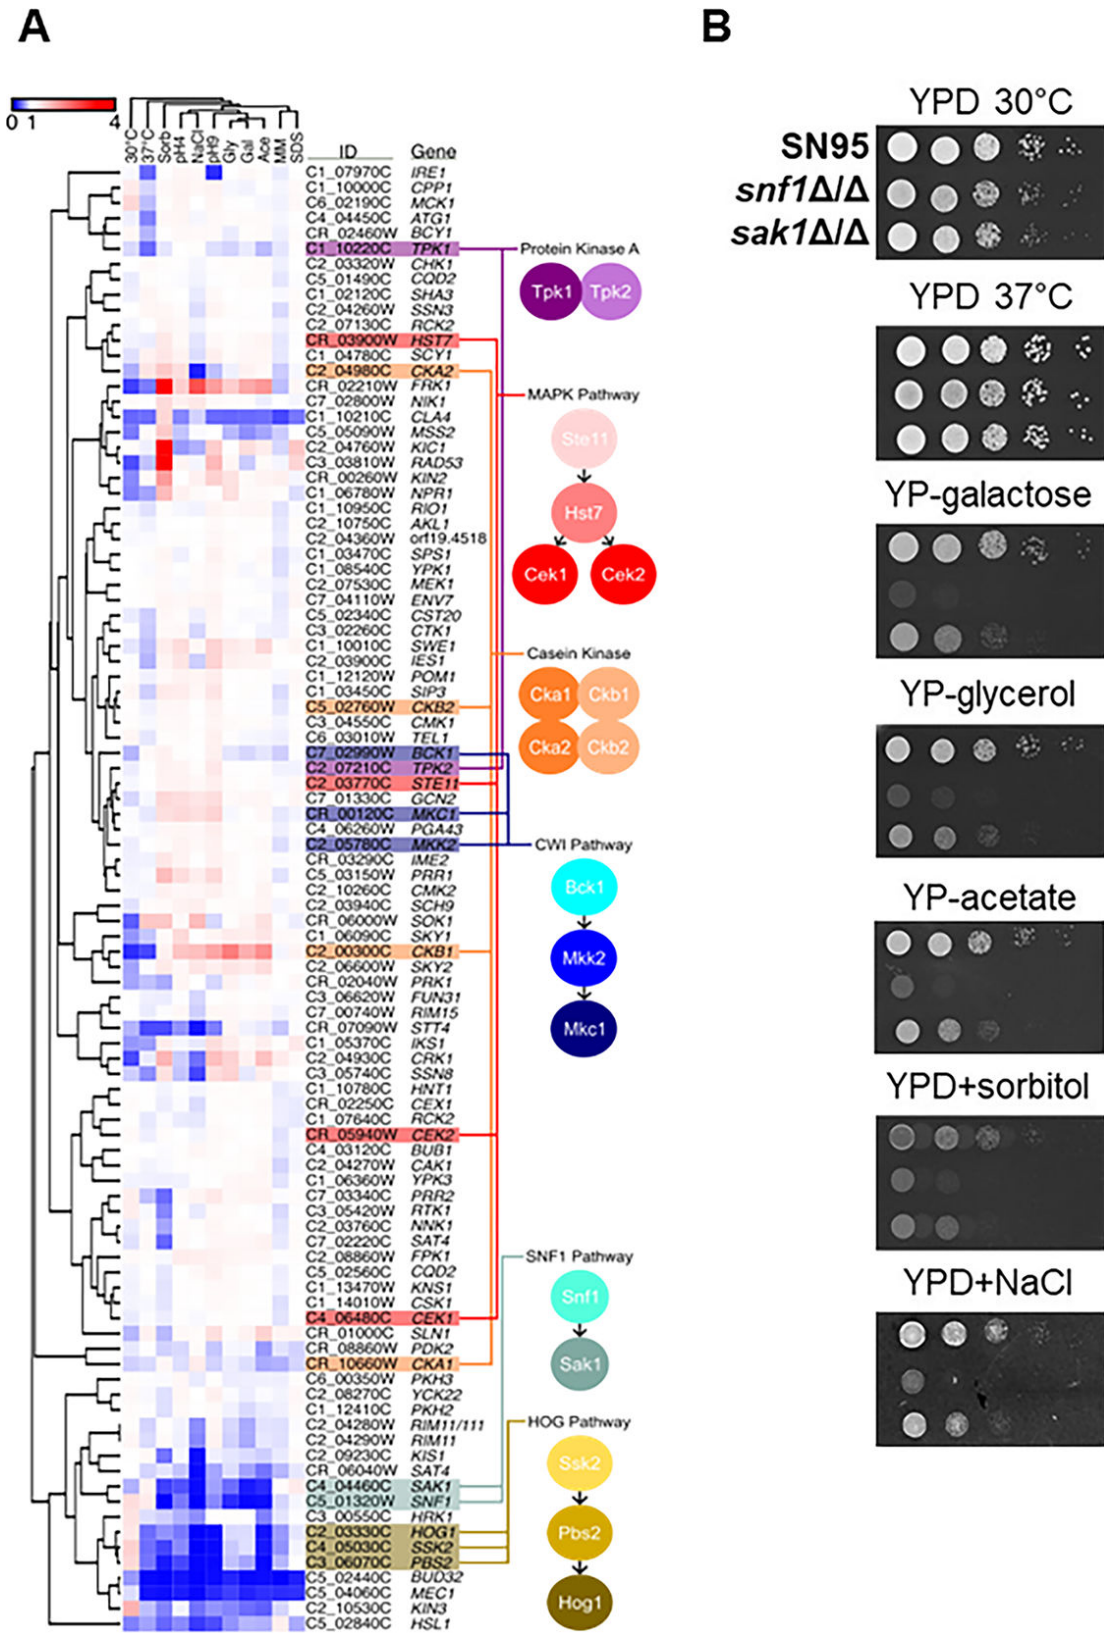 A
B
0 1 4
30°C 37°C Sorb pH4 NaCl pH9 Gly Gal Ace MM SDS
ID Gene
C1_07970C IRE1
C1_10000C CPP1
C6_02190C MCK1
C4_04450C ATG1
CR_02460W BCY1
C1_10220C TPK1
C2_03320W CHK1
C5_01490C CQD2
C1_02120C SHA3
C2_04260W SSN3
C2_07130C RCK2
CR_03900W HST7
C1_04780C SCY1
C2_04980C CKA2
CR_02210W FRK1
C7_02800W NIK1
C1_10210C CLA4
C5_05090W MSS2
C2_04760W KIC1
C3_03810W RAD53
CR_00260W KIN2
C1_06780W NPR1
C1_10950C RIO1
C2_10750C AKL1
C2_04360W orf19.4518
C1_03470C SPS1
C1_08540C YPK1
C2_07530C MEK1
C7_04110W ENV7
C5_02340C CST20
C3_02260C CTK1
C1_10010C SWE1
C2_03900C IES1
C1_12120W POM1
C1_03450C SIP3
C5_02760W CKB2
C3_04550C CMK1
C6_03010W TEL1
C7_02990W BCK1
C2_07210C TPK2
C2_03770C STE11
C7_01330C GCN2
CR_00120C MKC1
C4_06260W PGA43
C2_05780C MKK2
CR_03290C IME2
C5_03150W PRR1
C2_10260C CMK2
C2_03940C SCH9
CR_06000W SOK1
C1_06090C SKY1
C2_00300C CKB1
C2_06600W SKY2
CR_02040W PRK1
C3_06620W FUN31
C7_00740W RIM15
CR_07090W STT4
C1_05370C IKS1
C2_04930C CRK1
C3_05740C SSN8
C1_10780C HNT1
CR_02250C CEX1
C1_07640C RCK2
CR_05940W CEK2
C4_03120C BUB1
C2_04270W CAK1
C1_06360W YPK3
C7_03340C PRR2
C3_05420W RTK1
C2_03760C NNK1
C7_02220C SAT4
C2_08860W FPK1
C5_02560C CQD2
C1_13470W KNS1
C1_14010W CSK1
C4_06480C CEK1
CR_01000C SLN1
CR_08860W PDK2
CR_10660W CKA1
C6_00350W PKH3
C2_08270C YCK22
C1_12410C PKH2
C2_04280W RIM11/111
C2_04290W RIM11
C2_09230C KIS1
CR_06040W SAT4
C4_04460C SAK1
C5_01320W SNF1
C3_00550C HRK1
C2_03330C HOG1
C4_05030C SSK2
C3_06070C PBS2
C5_02440C BUD32
C5_04060C MEC1
C2_10530C KIN3
C5_02840C HSL1
Protein Kinase A
Tpk1 Tpk2
MAPK Pathway
Ste11
Hst7
Cek1 Cek2
Casein Kinase
Cka1 Ckb1
Cka2 Ckb2
CWI Pathway
Bck1
Mkk2
Mkc1
SNF1 Pathway
Snf1
Sak1
HOG Pathway
Ssk2
Pbs2
Hog1
YPD 30°C
SN95
snf1Δ/Δ
sak1Δ/Δ
YPD 37°C
YP-galactose
YP-glycerol
YP-acetate
YPD+sorbitol
YPD+NaCl